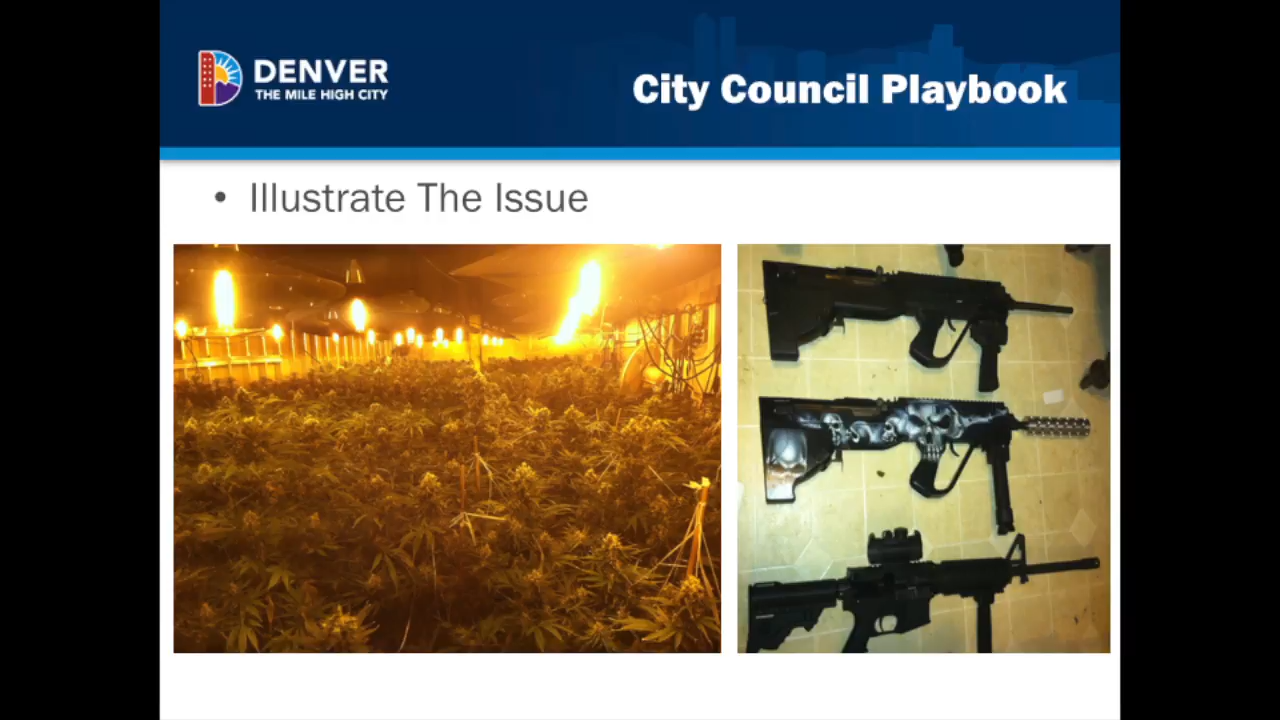 DENVER
THE MILE HIGH CITY
City Council Playbook
• Illustrate The Issue